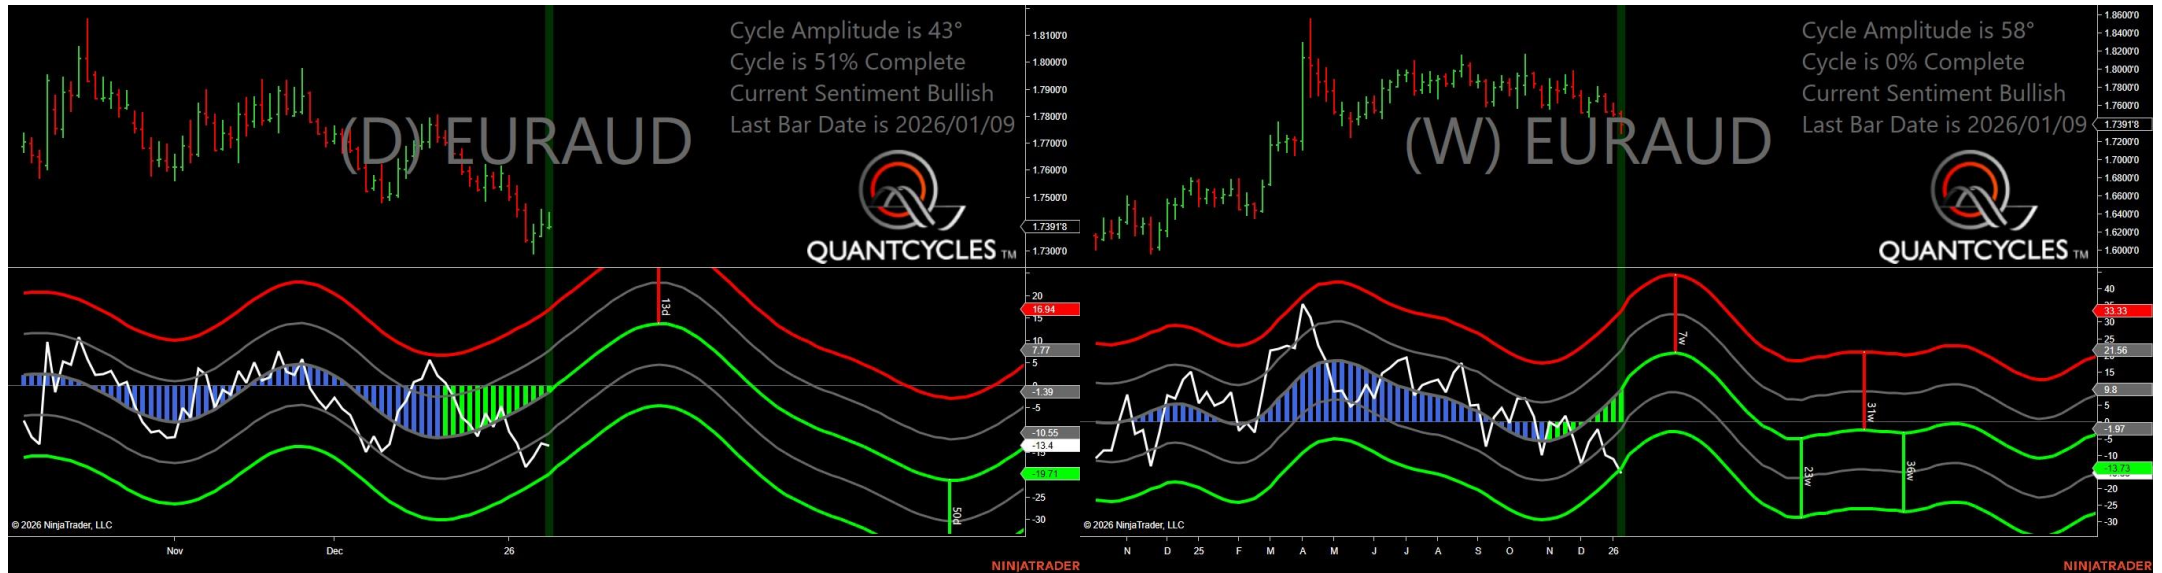 Cycle Amplitude is 43°
Cycle is 51% Complete
Current Sentiment Bullish
Last Bar Date is 2026/01/09
(D) EURAUD
QUANTCYCLES TM
1.8100'0
1.8000'0
1.7900'0
1.7800'0
1.7700'0
1.7600'0
1.7500'0
1.7391'8
1.7300'0
13d
50d
20
16.94
15
10
7.77
5
-1.39
-5
-10.55
-13.4
-19.71
-25
-30
© 2026 NinjaTrader, LLC
Nov
Dec
26
NINJATRADER
Cycle Amplitude is 58°
Cycle is 0% Complete
Current Sentiment Bullish
Last Bar Date is 2026/01/09
(W) EURAUD
QUANTCYCLES TM
1.8600'0
1.8400'0
1.8200'0
1.8000'0
1.7800'0
1.7600'0
1.7391'8
1.7200'0
1.7000'0
1.6800'0
1.6600'0
1.6400'0
1.6200'0
1.6000'0
7w
23w
31w
36w
40
33.33
30
21.56
15
9.8
5
-1.97
-5
-10
-13.73
-20
-25
-30
© 2026 NinjaTrader, LLC
N D 25 F M A M J J A S O N D 26
NINJATRADER